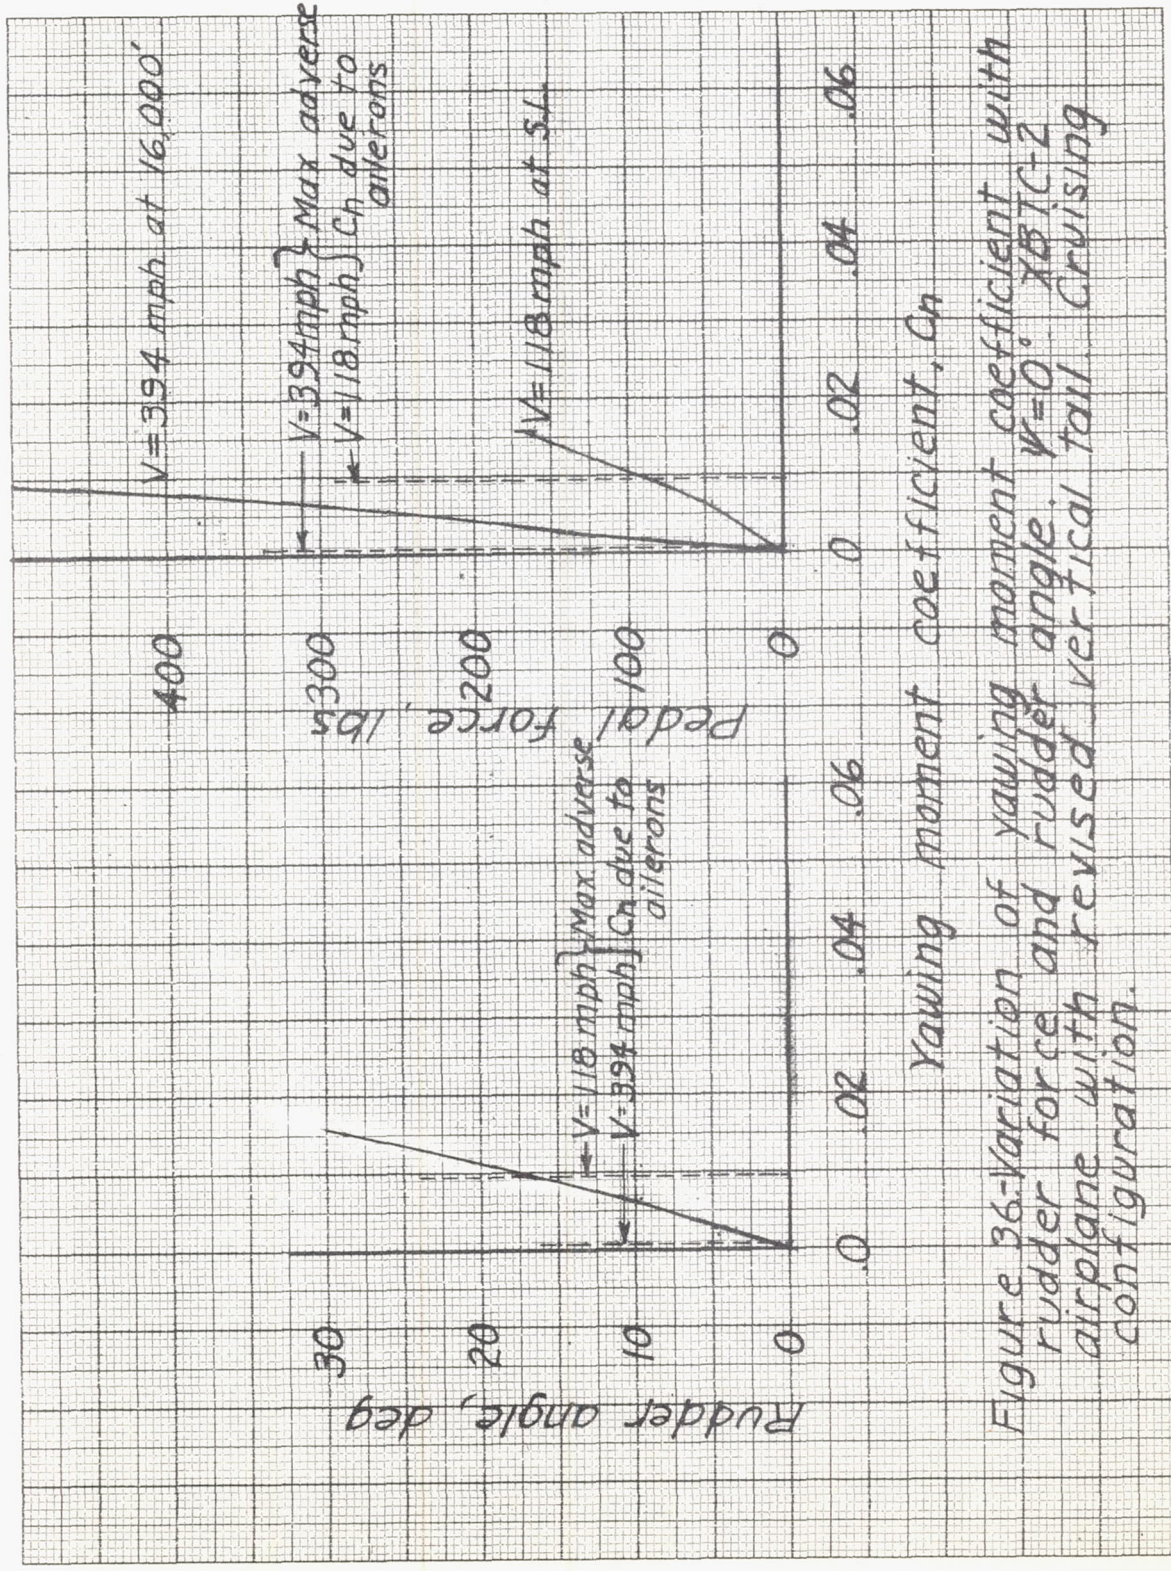 Rudder angle, deg
30
20
10
0
V=118 mph } Max adverse
V=394 mph } Cn due to
ailerons
.0
.02
.04
.06
Pedal force, lbs
400
300
200
100
0
V=394 mph at 16,000'
V=394mph } Max adverse
V=118 mph } Cn due to
ailerons
V=118 mph at S.L.
0
.02
.04
.06
Yawing moment coefficient, Cn
Figure 36.-Variation of yawing moment coefficient with
rudder force and rudder angle. Ψ=0° XBTC-2
airplane with revised vertical tail. Cruising
configuration.